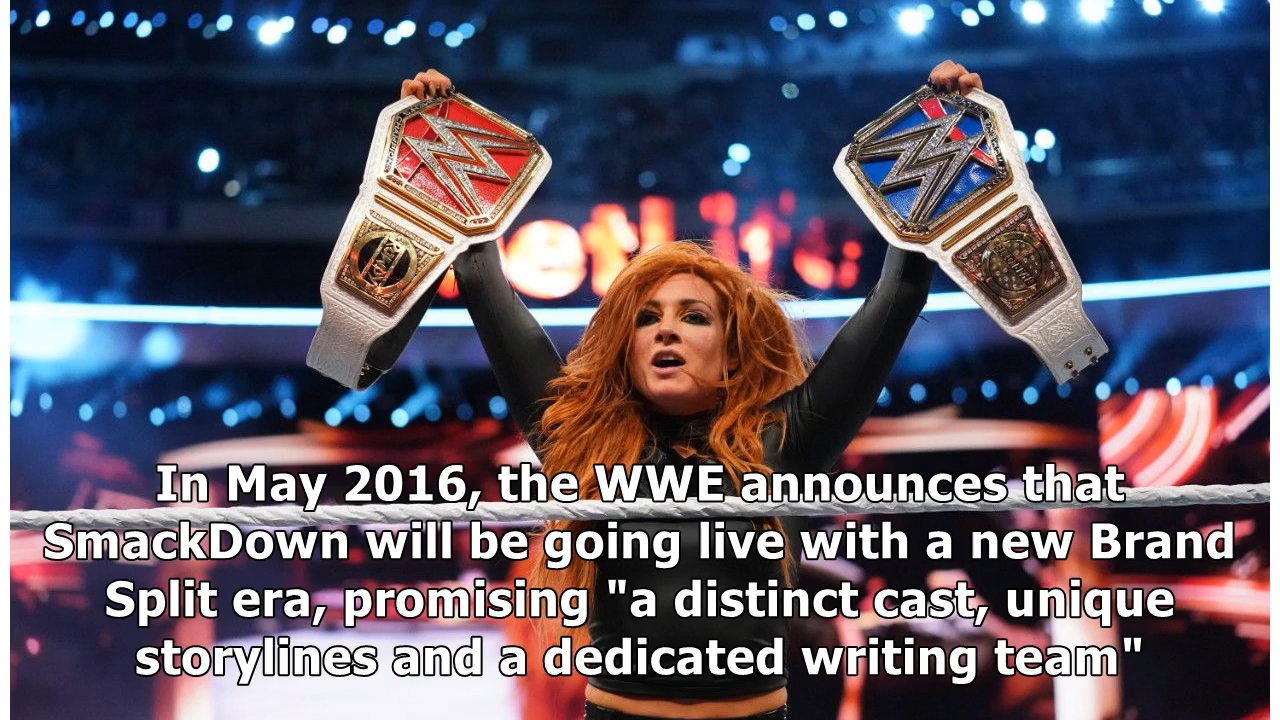 etli
In May 2016, the WWE announces that
SmackDown will be going live with a new Brand
Split era, promising "a distinct cast, unique
storylines and a dedicated writing team"